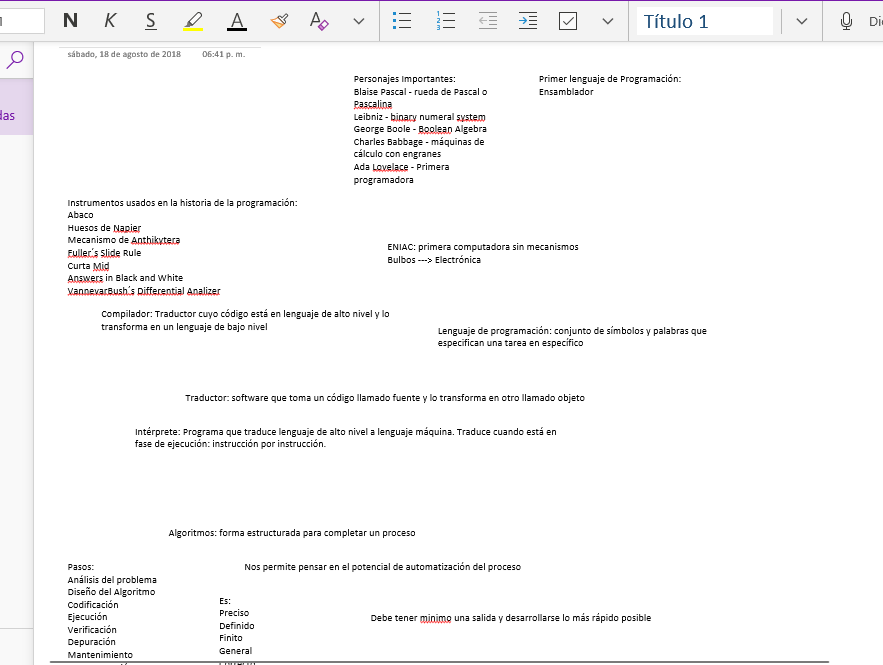 N K S A A Título 1
das
sábado, 18 de agosto de 2018 06:41 p. m.
Personajes Importantes:
Blaise Pascal - rueda de Pascal o
Pascalina
Leibniz - binary numeral system
George Boole - Boolean Algebra
Charles Babbage - máquinas de
cálculo con engranes
Ada Lovelace - Primera
programadora
Primer lenguaje de Programación:
Ensamblador
Instrumentos usados en la historia de la programación:
Abaco
Huesos de Napier
Mecanismo de Anthikytera
Fuller´s Slide Rule
Curta Mid
Answers in Black and White
VannevarBush´s Differential Analizer
ENIAC: primera computadora sin mecanismos
Bulbos ---> Electrónica
Compilador: Traductor cuyo código está en lenguaje de alto nivel y lo
transforma en un lenguaje de bajo nivel
Lenguaje de programación: conjunto de símbolos y palabras que
especifican una tarea en específico
Traductor: software que toma un código llamado fuente y lo transforma en otro llamado objeto
Intérprete: Programa que traduce lenguaje de alto nivel a lenguaje máquina. Traduce cuando está en
fase de ejecución: instrucción por instrucción.
Algoritmos: forma estructurada para completar un proceso
Nos permite pensar en el potencial de automatización del proceso
Pasos:
Análisis del problema
Diseño del Algoritmo
Codificación
Ejecución
Verificación
Depuración
Mantenimiento
Es:
Preciso
Definido
Finito
General
Debe tener minimo una salida y desarrollarse lo más rápido posible